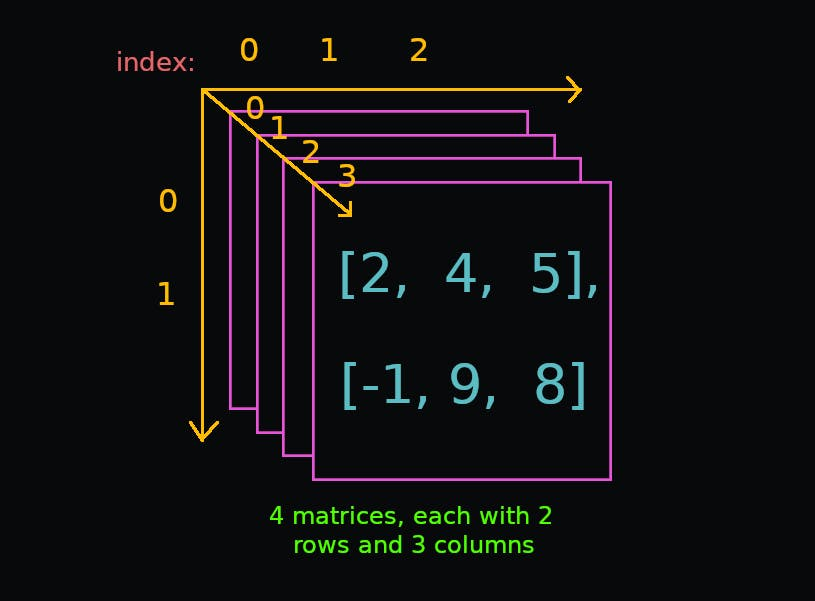 index:
0 1 2
0
1
2
3
0
1
[2, 4, 5],
[-1, 9, 8]
4 matrices, each with 2
rows and 3 columns